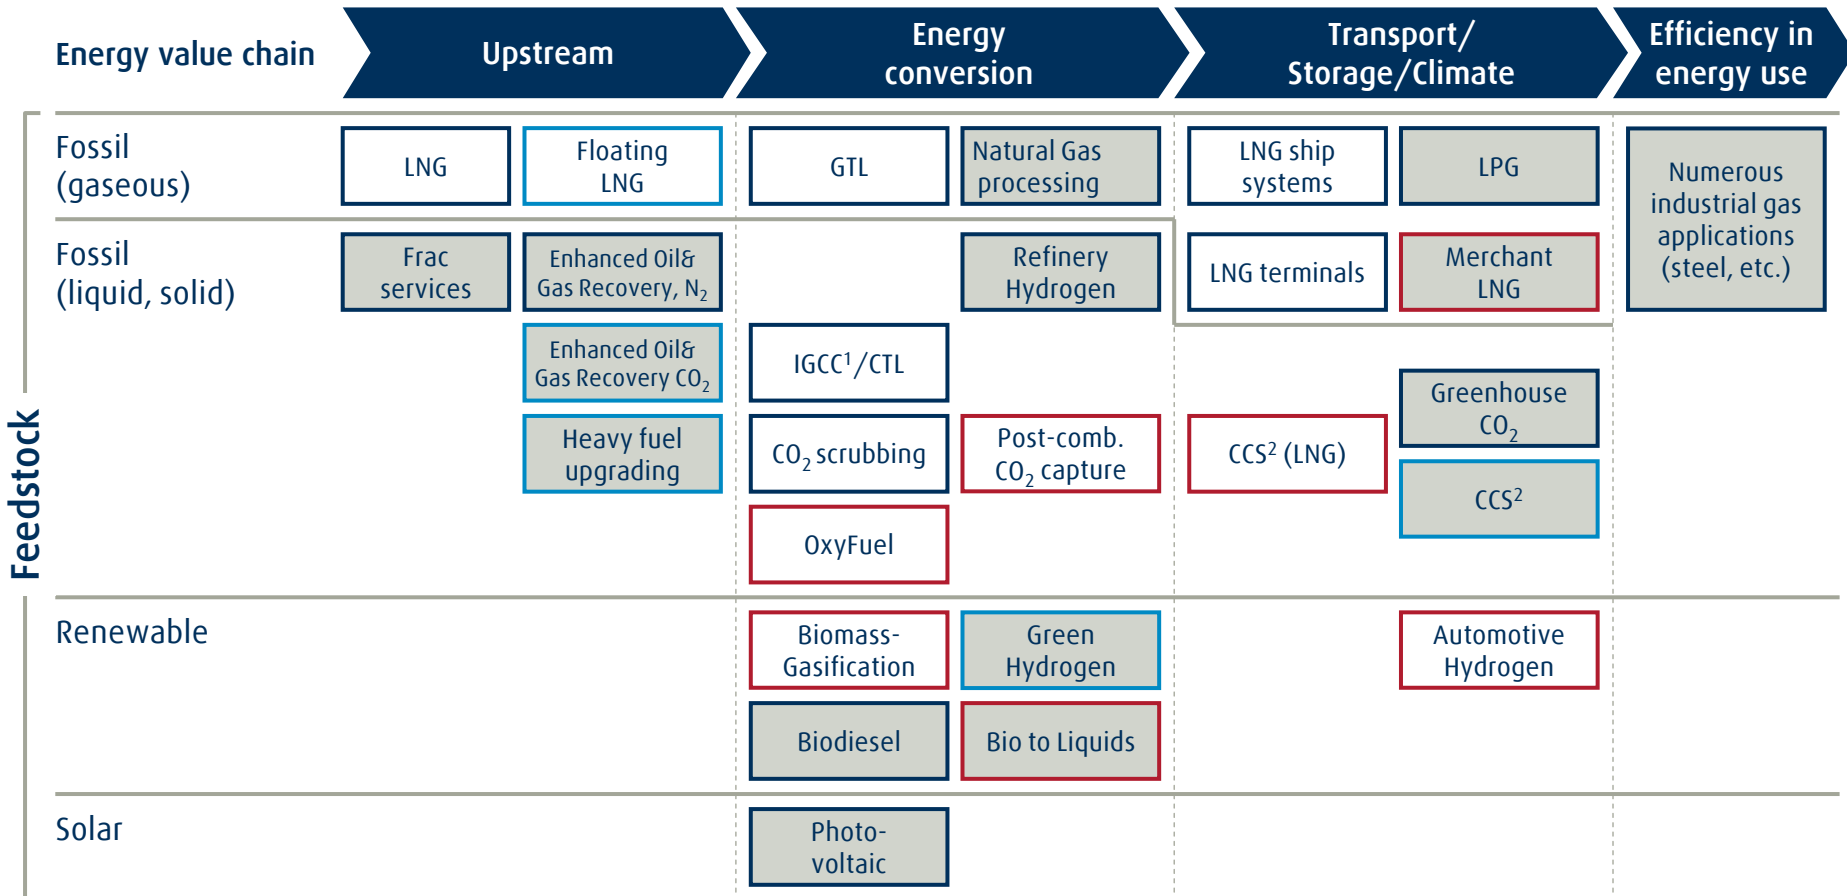 Energy value chain
Upstream
Energy
conversion
Transport/
Storage/Climate
Efficiency in
energy use
Feedstock
Fossil
(gaseous)
LNG
Floating
LNG
GTL
Natural Gas
processing
LNG ship
systems
LPG
Numerous
industrial gas
applications
(steel, etc.)
Fossil
(liquid, solid)
Frac
services
Enhanced Oil&
Gas Recovery, N₂
Refinery
Hydrogen
LNG terminals
Merchant
LNG
Enhanced Oil&
Gas Recovery CO₂
IGCC¹/CTL
Greenhouse
CO₂
Heavy fuel
upgrading
CO₂ scrubbing
Post-comb.
CO₂ capture
CCS² (LNG)
CCS²
OxyFuel
Renewable
Biomass-
Gasification
Green
Hydrogen
Automotive
Hydrogen
Biodiesel
Bio to Liquids
Solar
Photo-
voltaic